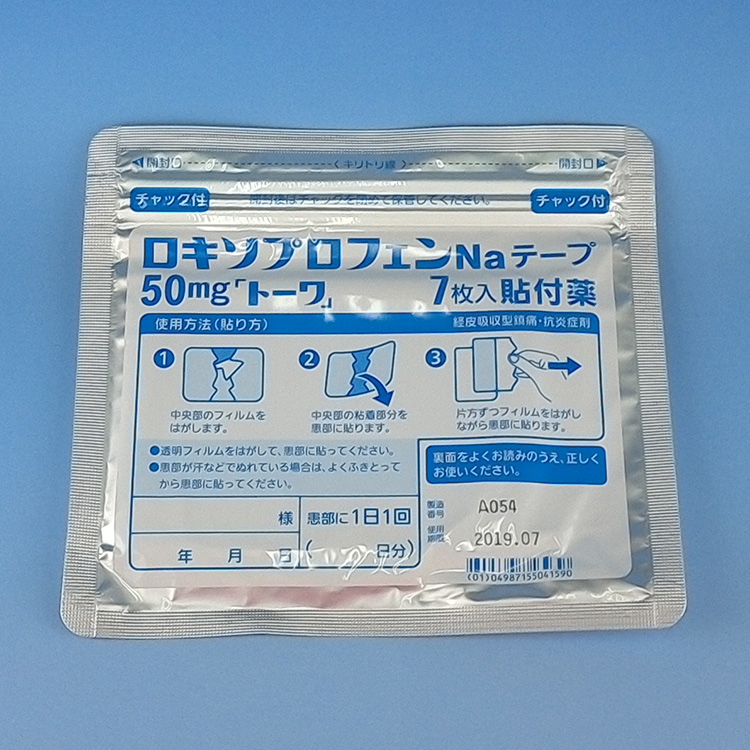 ◀開封口 〈キリトリ線〉 開封口▶
チャック付 開封後はチャックを閉めて保管してください。 チャック付
ロキソプロフェンNaテープ
50mg「トーワ」 7枚入 貼付薬
使用方法(貼り方) 経皮吸収型鎮痛・抗炎症剤
1 2 3
中央部のフィルムを
はがします。
中央部の粘着部分を
患部に貼ります。
片方ずつフィルムをはがし
ながら患部に貼ります。
●透明フィルムをはがして、患部に貼ってください。
●患部が汗などでぬれている場合は、よくふきとって
から患部に貼ってください。
裏面をよくお読みのうえ、正しく
お使いください。
様
年 月 日
患部に1日1回
( 日分)
製造
番号 A054
使用
期限 2019.07
(01)04987155041590